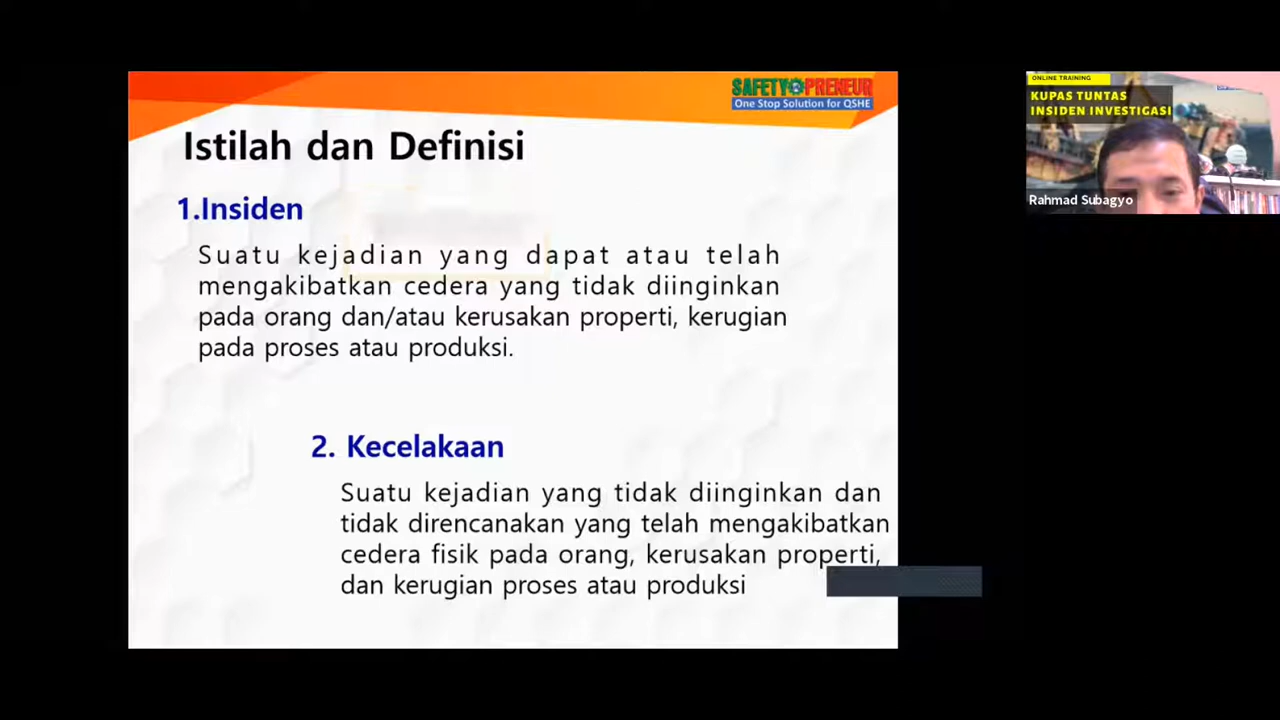 SAFETY PRENEUR
One Stop Solution for QSHE
Istilah dan Definisi
1.Insiden
Suatu kejadian yang dapat atau telah
mengakibatkan cedera yang tidak diinginkan
pada orang dan/atau kerusakan properti, kerugian
pada proses atau produksi.
2. Kecelakaan
Suatu kejadian yang tidak diinginkan dan
tidak direncanakan yang telah mengakibatkan
cedera fisik pada orang, kerusakan properti,
dan kerugian proses atau produksi
ONLINE TRAINING
KUPAS TUNTAS
INSIDEN INVESTIGASI
Rahmad Subagyo